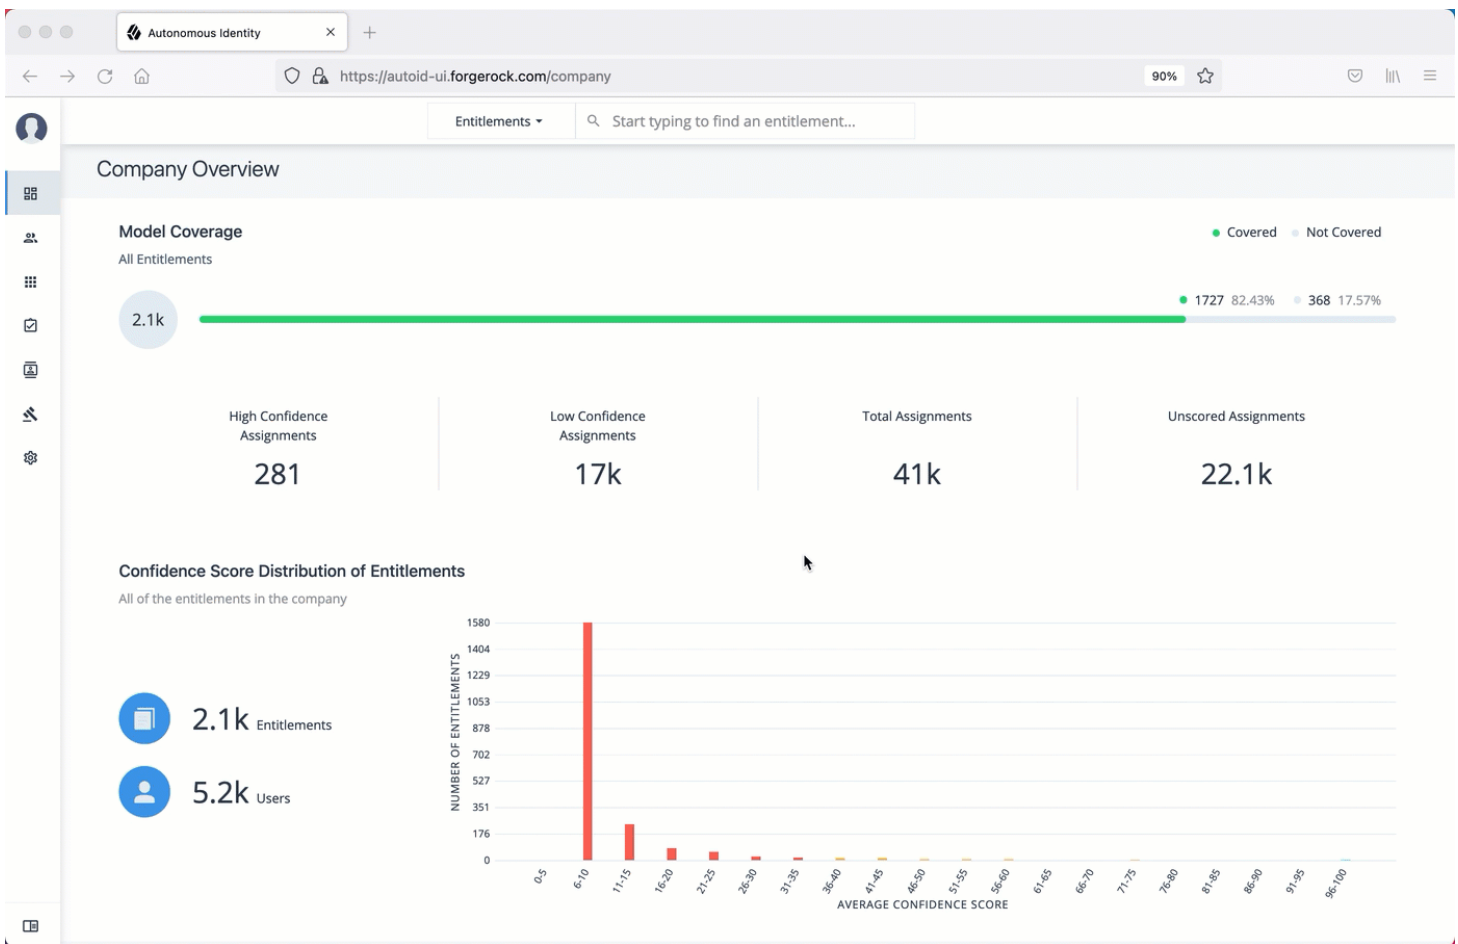 Autonomous Identity
https://autoid-ui.forgerock.com/company
90%
Entitlements
Start typing to find an entitlement...
Company Overview
Model Coverage
Covered
Not Covered
All Entitlements
1727 82.43%
368 17.57%
2.1k
High Confidence
Assignments
281
Low Confidence
Assignments
17k
Total Assignments
41k
Unscored Assignments
22.1k
Confidence Score Distribution of Entitlements
All of the entitlements in the company
2.1k Entitlements
5.2k Users
NUMBER OF ENTITLEMENTS
1580
1404
1229
1053
878
702
527
351
176
0
0-5
6-10
11-15
16-20
21-25
26-30
31-35
36-40
41-45
46-50
51-55
56-60
61-65
66-70
71-75
76-80
81-85
86-90
91-95
96-100
AVERAGE CONFIDENCE SCORE